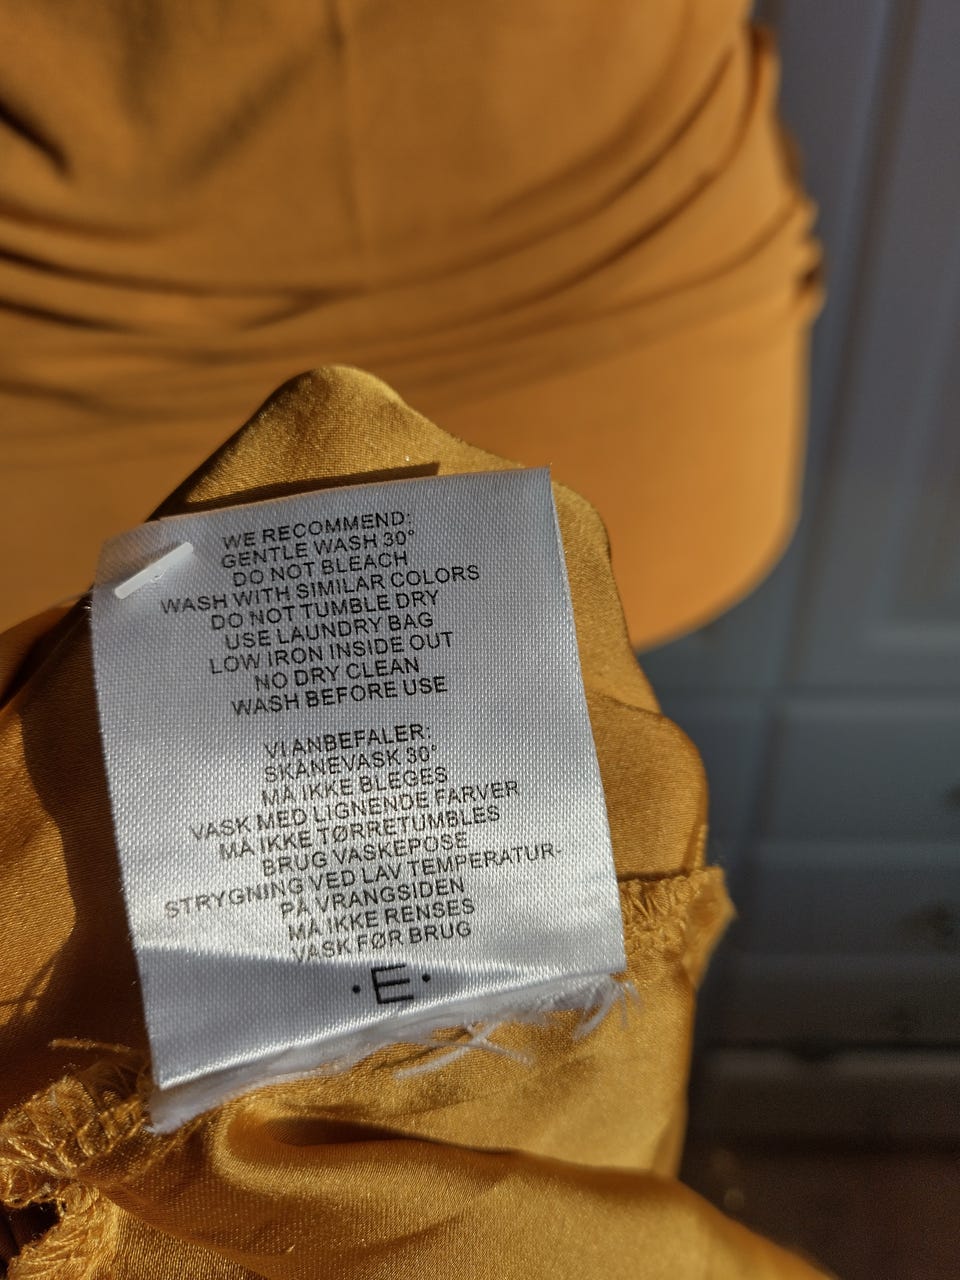 WE RECOMMEND:
GENTLE WASH 30°
DO NOT BLEACH
WASH WITH SIMILAR COLORS
DO NOT TUMBLE DRY
USE LAUNDRY BAG
LOW IRON INSIDE OUT
NO DRY CLEAN
WASH BEFORE USE
VI ANBEFALER:
SKÅNEVASK 30°
MÅ IKKE BLEGES
VASK MED LIGNENDE FARVER
MÅ IKKE TØRRETUMBLES
BRUG VASKEPOSE
STRYGNING VED LAV TEMPERATUR-
PÅ VRANGSIDEN
MÅ IKKE RENSES
VASK FØR BRUG
·E·